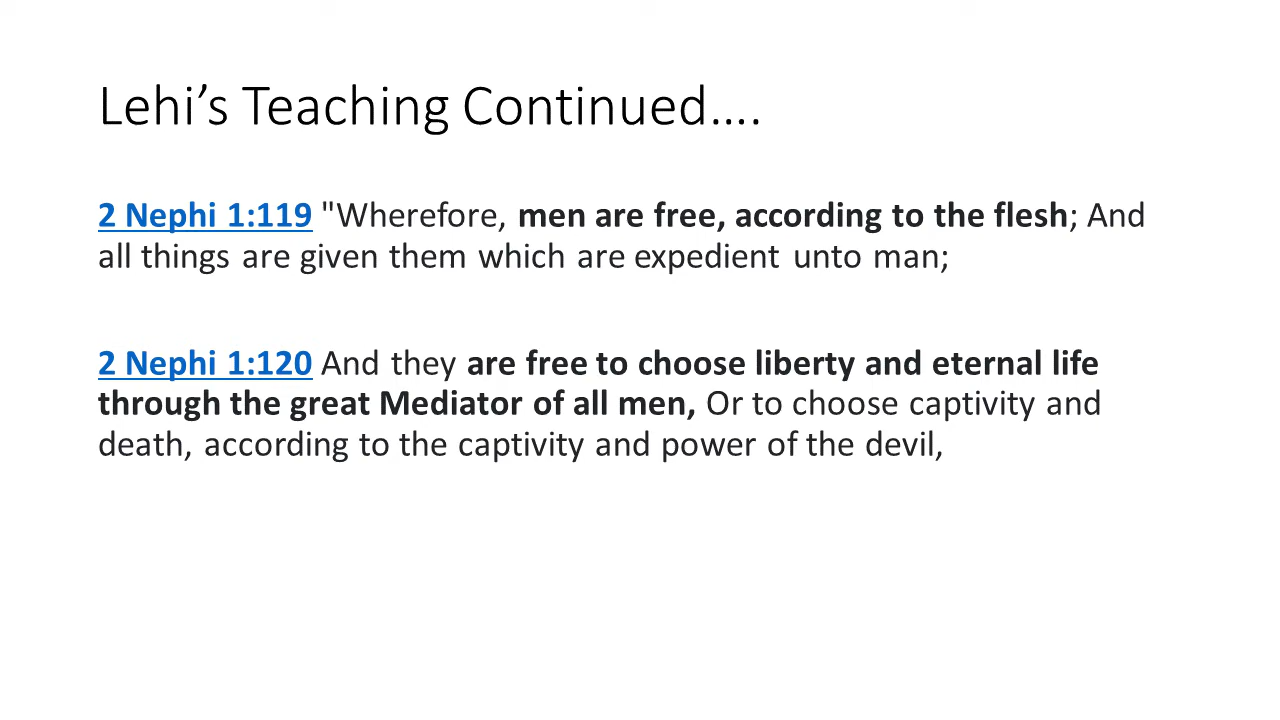 Lehi’s Teaching Continued….
2 Nephi 1:119 "Wherefore, men are free, according to the flesh; And
all things are given them which are expedient unto man;
2 Nephi 1:120 And they are free to choose liberty and eternal life
through the great Mediator of all men, Or to choose captivity and
death, according to the captivity and power of the devil,